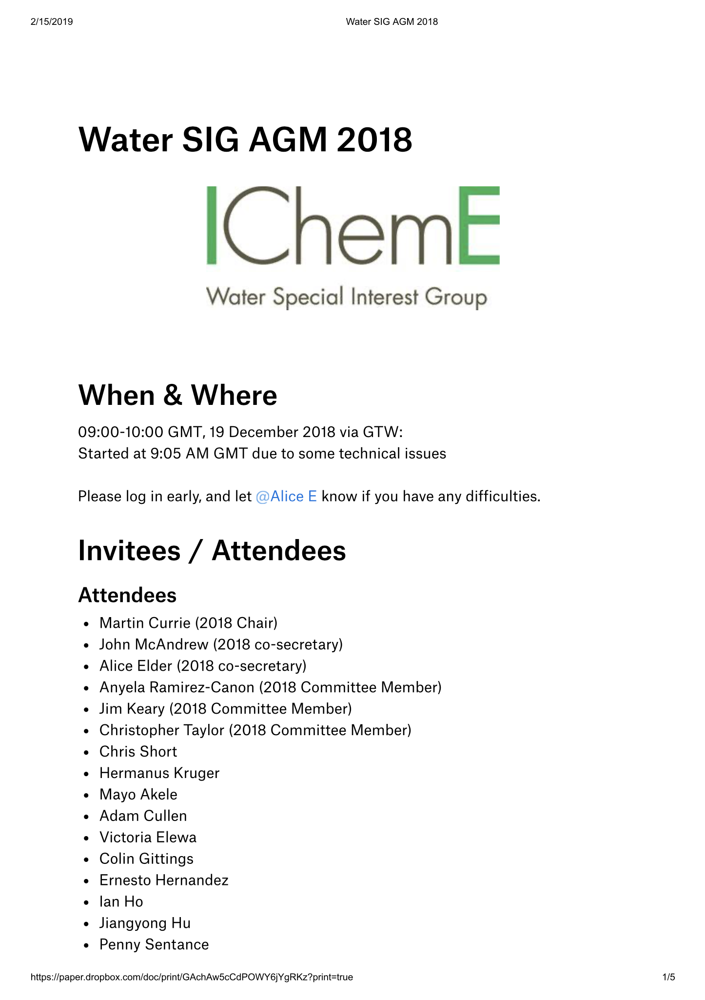 2/15/2019
Water SIG AGM 2018
Water SIG AGM 2018
IChemE
Water Special Interest Group
When & Where
09:00-10:00 GMT, 19 December 2018 via GTW:
Started at 9:05 AM GMT due to some technical issues
Please log in early, and let @Alice E know if you have any difficulties.
Invitees / Attendees
Attendees
• Martin Currie (2018 Chair)
• John McAndrew (2018 co-secretary)
• Alice Elder (2018 co-secretary)
• Anyela Ramirez-Canon (2018 Committee Member)
• Jim Keary (2018 Committee Member)
• Christopher Taylor (2018 Committee Member)
• Chris Short
• Hermanus Kruger
• Mayo Akele
• Adam Cullen
• Victoria Elewa
• Colin Gittings
• Ernesto Hernandez
• Ian Ho
• Jiangyong Hu
• Penny Sentance
https://paper.dropbox.com/doc/print/GAchAw5cCdPOWY6jYgRKz?print=true
1/5